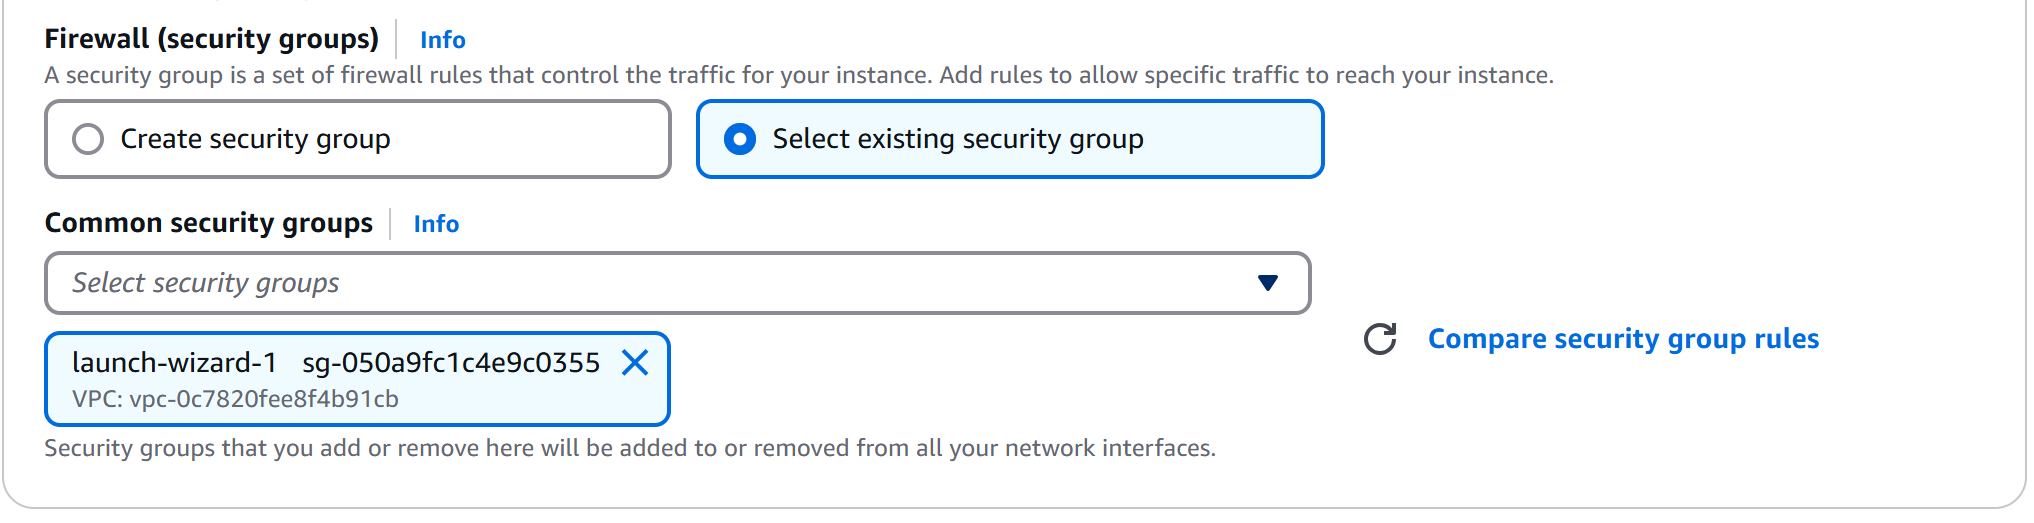 Firewall (security groups) Info
A security group is a set of firewall rules that control the traffic for your instance. Add rules to allow specific traffic to reach your instance.
Create security group
Select existing security group
Common security groups Info
Select security groups
Compare security group rules
launch-wizard-1 sg-050a9fc1c4e9c0355
VPC: vpc-0c7820fee8f4b91cb
Security groups that you add or remove here will be added to or removed from all your network interfaces.